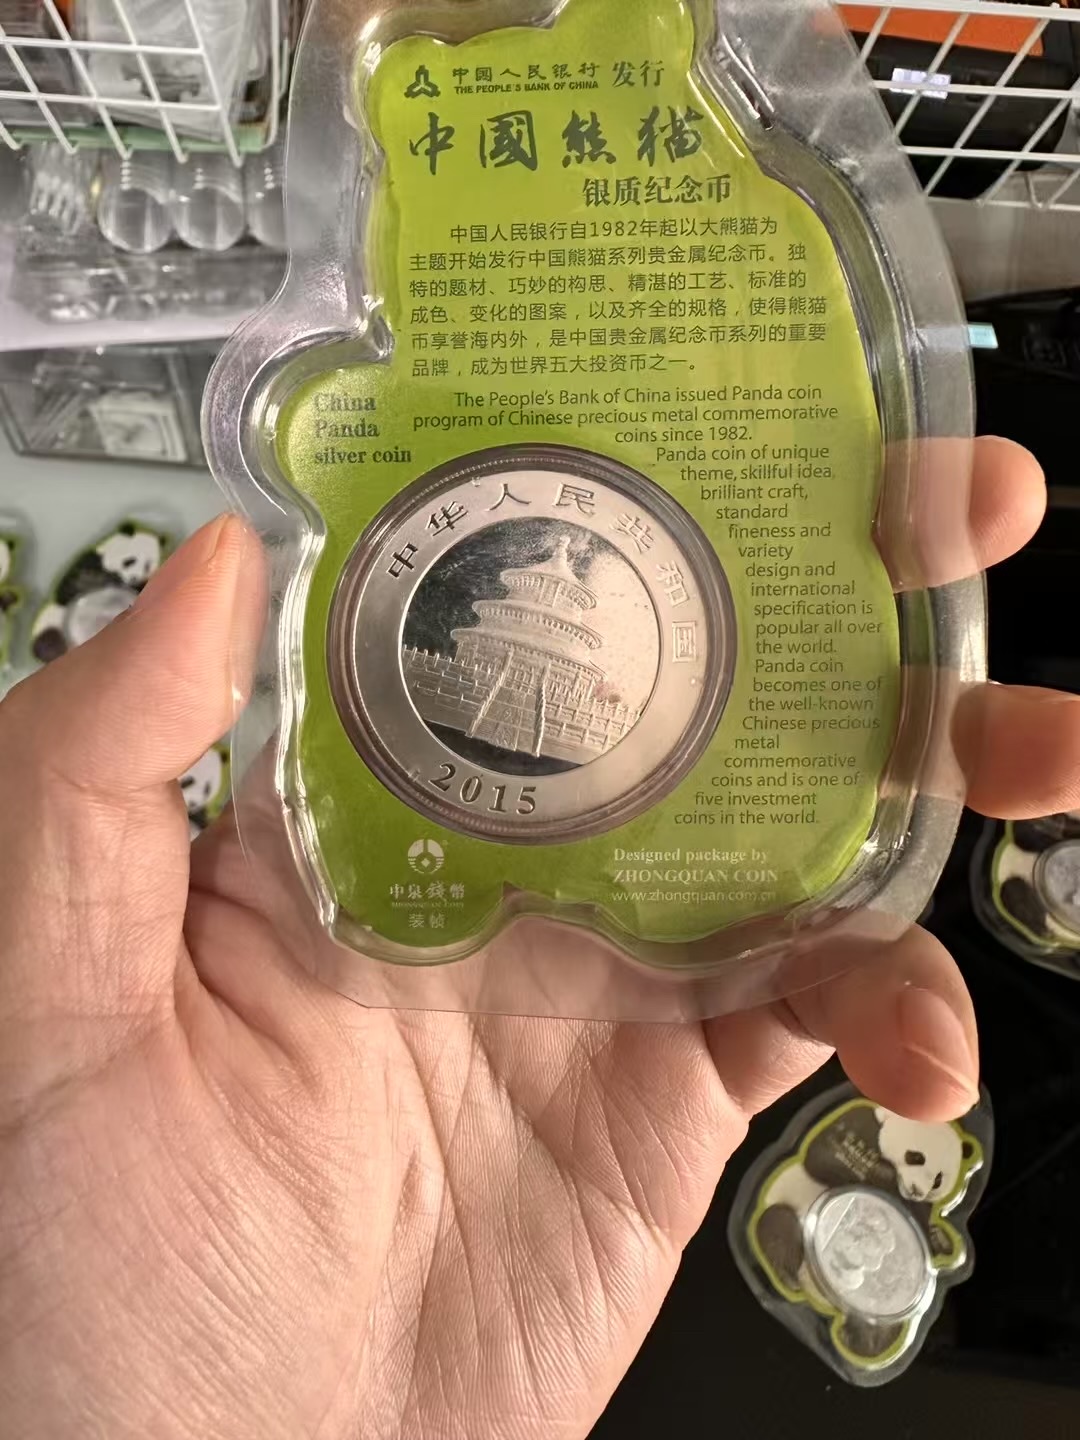 中国人民银行 发行
THE PEOPLE'S BANK OF CHINA
中國熊猫
银质纪念币
中国人民银行自1982年起以大熊猫为
主题开始发行中国熊猫系列贵金属纪念币。独
特的题材、巧妙的构思、精湛的工艺、标准的
成色、变化的图案，以及齐全的规格，使得熊猫
币享誉海内外，是中国贵金属纪念币系列的重要
品牌，成为世界五大投资币之一。
China
Panda
silver coin
The People's Bank of China issued Panda coin
program of Chinese precious metal commemorative
coins since 1982.
Panda coin of unique
theme, skillful idea,
brilliant craft,
standard
fineness and
variety
design and
international
specification is
popular all over
the world.
Panda coin
becomes one of
the well-known
Chinese precious
metal
commemorative
coins and is one of
five investment
coins in the world.
中华人民共和国
2015
中泉錢幣
ZHONGQUAN COIN
装帧
Designed package by
ZHONGQUAN COIN
www.zhongquan.com.cn